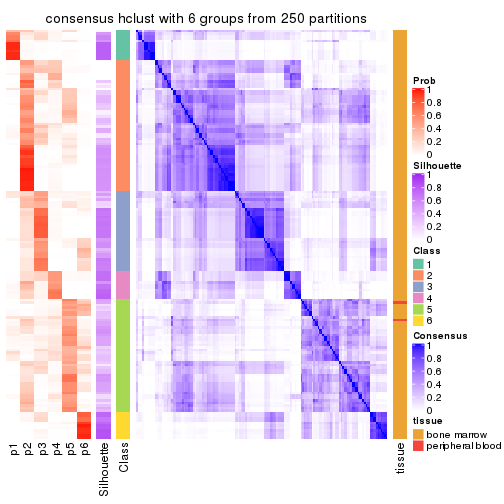 consensus hclust with 6 groups from 250 partitions
Prob
1
0.8
0.6
0.4
0.2
0
Silhouette
1
0.8
0.6
0.4
0.2
0
Class
1
2
3
4
5
6
Consensus
1
0.8
0.6
0.4
0.2
0
tissue
bone marrow
peripheral blood
p1
p2
p3
p4
p5
p6
Silhouette
Class
tissue